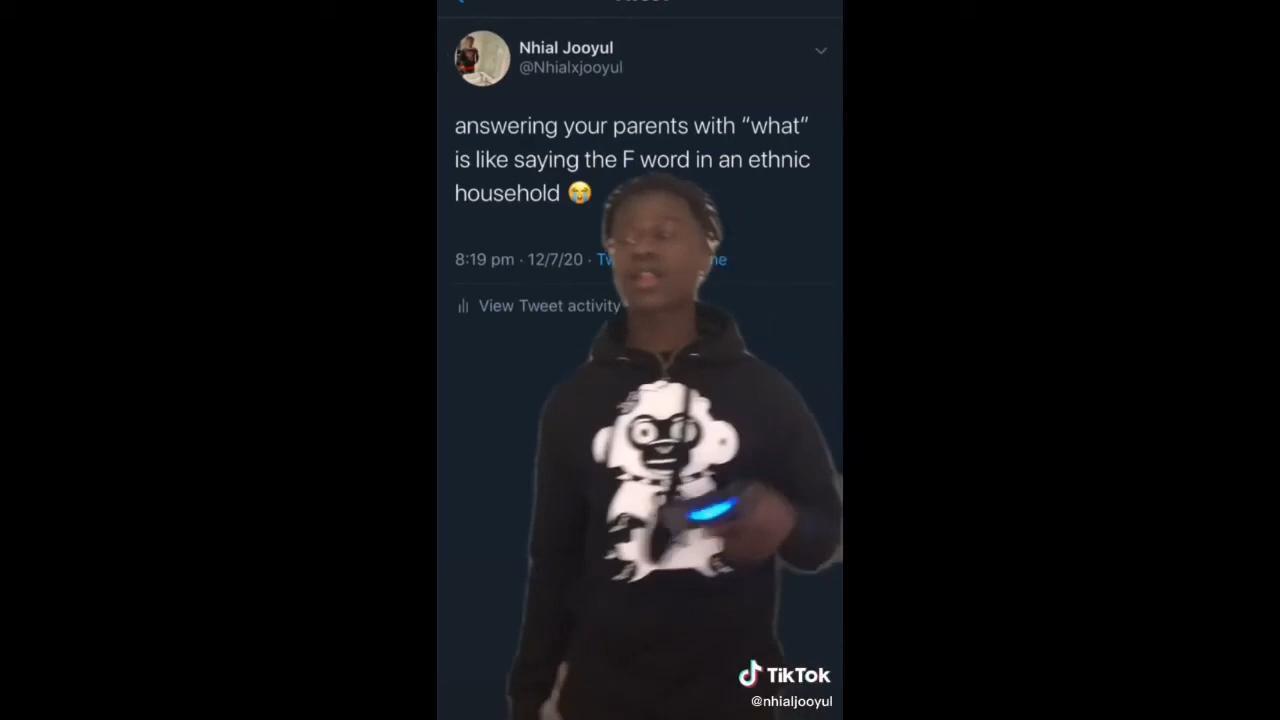 Nhial Jooyul
@Nhialxjooyul
answering your parents with “what”
is like saying the F word in an ethnic
household 😭
8:19 pm · 12/7/20 ·
View Tweet activity
TikTok
@nhialjooyul